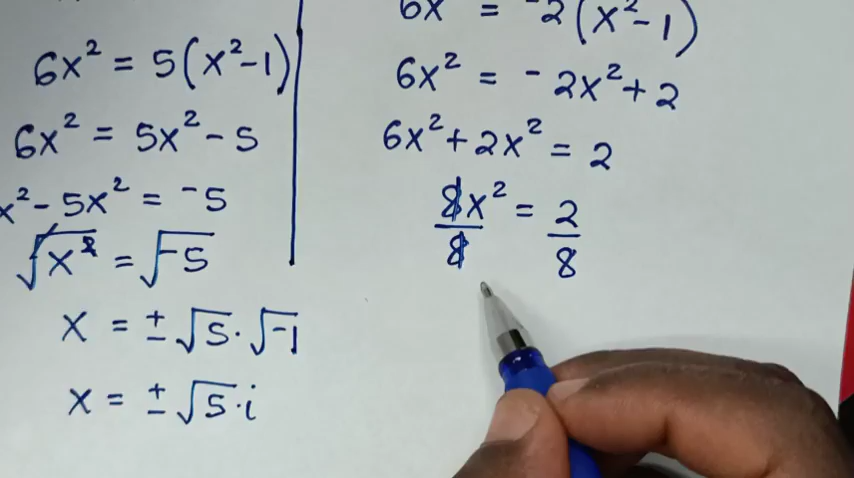 6x² = 5(x²-1)
6x² = 5x² - 5
x² - 5x² = -5
√x² = √-5
x = ± √5 · √-1
x = ± √5 · i
6x = -2(x²-1)
6x² = -2x² + 2
6x² + 2x² = 2
8x²/8 = 2/8